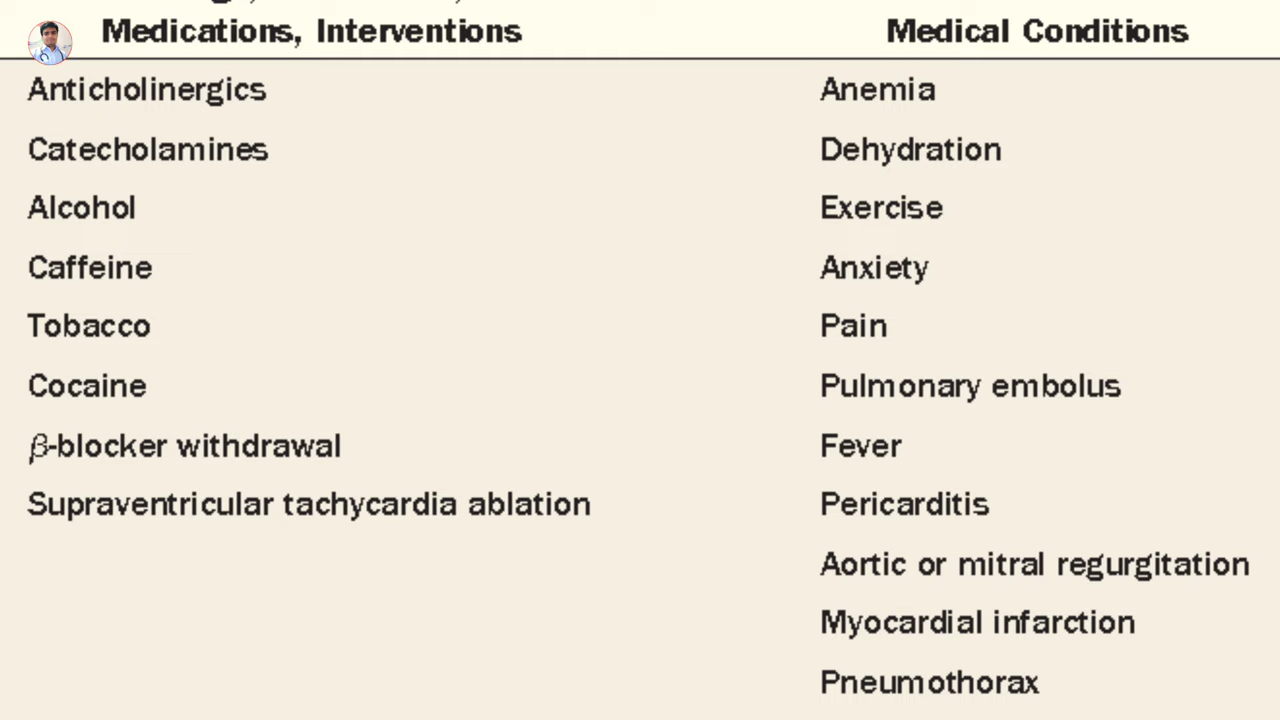 Medications, Interventions Medical Conditions
Anticholinergics Anemia
Catecholamines Dehydration
Alcohol Exercise
Caffeine Anxiety
Tobacco Pain
Cocaine Pulmonary embolus
β-blocker withdrawal Fever
Supraventricular tachycardia ablation Pericarditis
Aortic or mitral regurgitation
Myocardial infarction
Pneumothorax